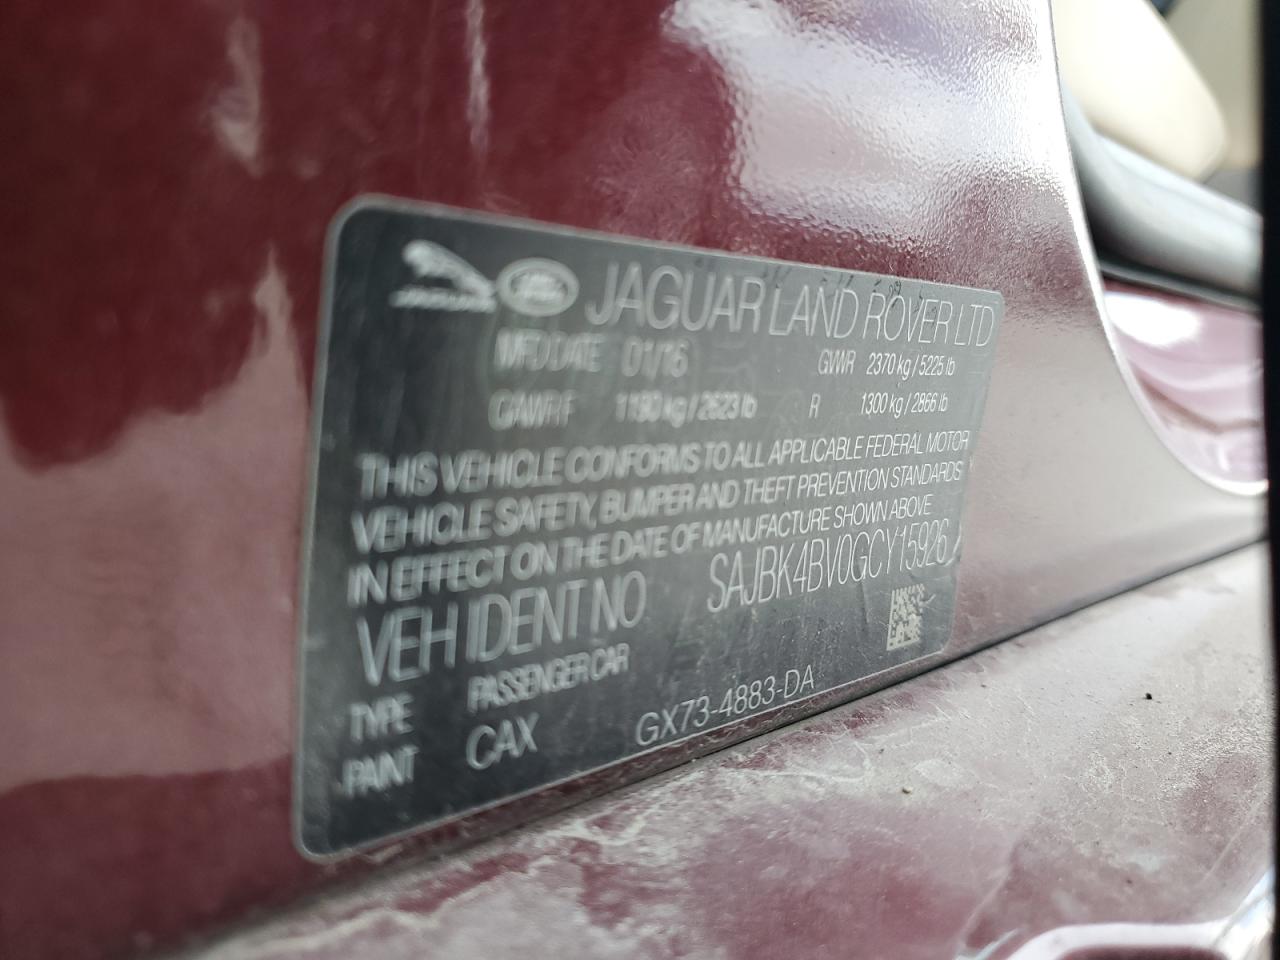 JAGUAR
JAGUAR LAND ROVER LTD
MFD DATE 01/16 GVWR 2370 kg / 5225 lb
GAWR F 1190 kg / 2623 lb R 1300 kg / 2866 lb
THIS VEHICLE CONFORMS TO ALL APPLICABLE FEDERAL MOTOR
VEHICLE SAFETY, BUMPER AND THEFT PREVENTION STANDARDS
IN EFFECT ON THE DATE OF MANUFACTURE SHOWN ABOVE
VEH IDENT NO SAJBK4BV0GCY15926
TYPE PASSENGER CAR
PAINT CAX
GX73-4883-DA